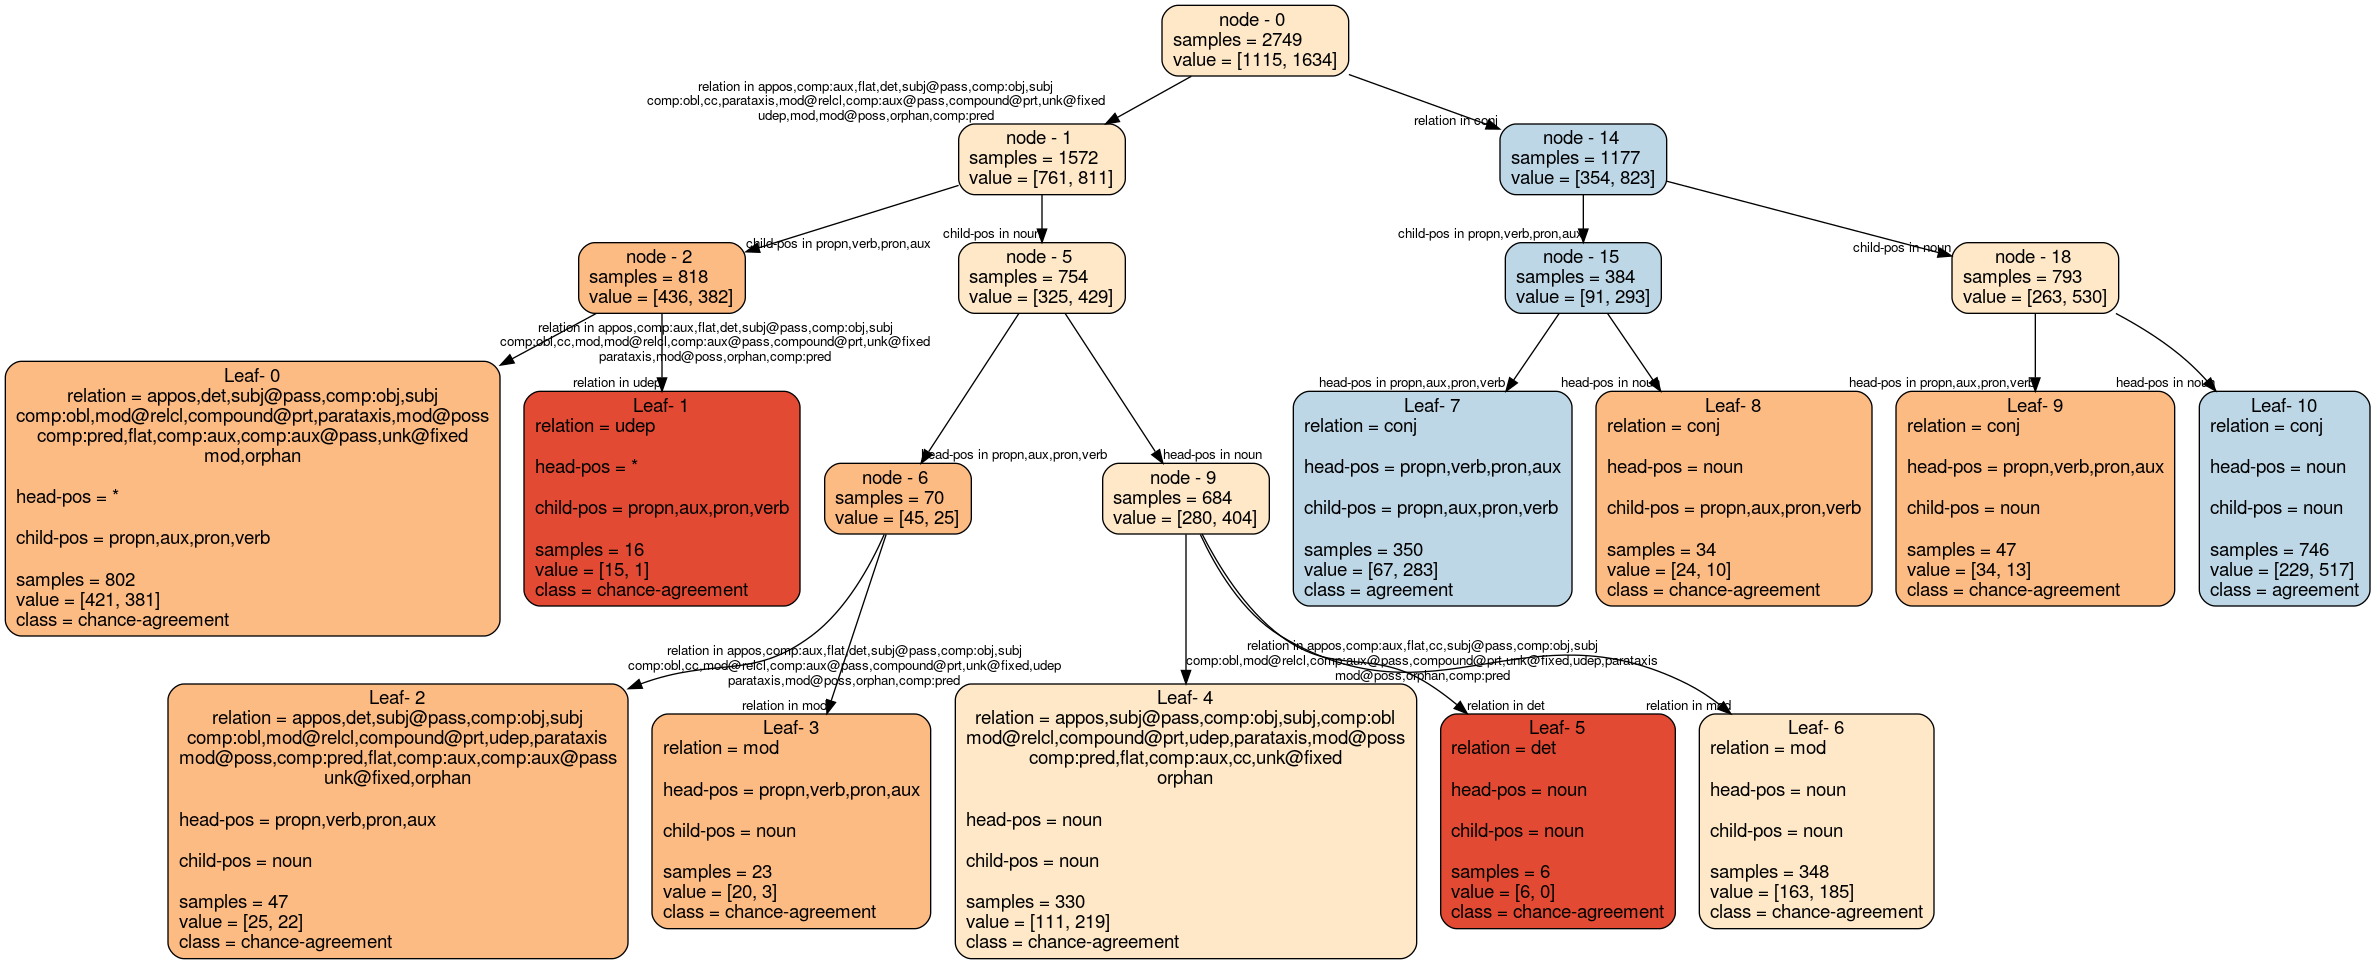 node - 0
samples = 2749
value = [1115, 1634]
relation in appos,comp:aux,flat,det,subj@pass,comp:obj,subj
comp:obl,cc,parataxis,mod@relcl,comp:aux@pass,compound@prt,unk@fixed
udep,mod,mod@poss,orphan,comp:pred
relation in conj
node - 1
samples = 1572
value = [761, 811]
node - 14
samples = 1177
value = [354, 823]
child-pos in propn,verb,pron,aux
child-pos in noun
child-pos in propn,verb,pron,aux
child-pos in noun
node - 2
samples = 818
value = [436, 382]
node - 5
samples = 754
value = [325, 429]
node - 15
samples = 384
value = [91, 293]
node - 18
samples = 793
value = [263, 530]
relation in appos,comp:aux,flat,det,subj@pass,comp:obj,subj
comp:obl,cc,mod,mod@relcl,comp:aux@pass,compound@prt,unk@fixed
parataxis,mod@poss,orphan,comp:pred
relation in udep
head-pos in propn,aux,pron,verb
head-pos in noun
head-pos in propn,aux,pron,verb
head-pos in noun
Leaf- 0
relation = appos,det,subj@pass,comp:obj,subj
comp:obl,mod@relcl,compound@prt,parataxis,mod@poss
comp:pred,flat,comp:aux,comp:aux@pass,unk@fixed
mod,orphan
head-pos = *
child-pos = propn,aux,pron,verb
samples = 802
value = [421, 381]
class = chance-agreement
Leaf- 1
relation = udep
head-pos = *
child-pos = propn,aux,pron,verb
samples = 16
value = [15, 1]
class = chance-agreement
head-pos in propn,aux,pron,verb
head-pos in noun
node - 6
samples = 70
value = [45, 25]
node - 9
samples = 684
value = [280, 404]
Leaf- 7
relation = conj
head-pos = propn,verb,pron,aux
child-pos = propn,aux,pron,verb
samples = 350
value = [67, 283]
class = agreement
Leaf- 8
relation = conj
head-pos = noun
child-pos = propn,aux,pron,verb
samples = 34
value = [24, 10]
class = chance-agreement
Leaf- 9
relation = conj
head-pos = propn,verb,pron,aux
child-pos = noun
samples = 47
value = [34, 13]
class = chance-agreement
Leaf- 10
relation = conj
head-pos = noun
child-pos = noun
samples = 746
value = [229, 517]
class = agreement
relation in appos,comp:aux,flat,det,subj@pass,comp:obj,subj
comp:obl,cc,mod@relcl,comp:aux@pass,compound@prt,unk@fixed,udep
parataxis,mod@poss,orphan,comp:pred
relation in mod
relation in appos,comp:aux,flat,cc,subj@pass,comp:obj,subj
comp:obl,mod@relcl,comp:aux@pass,compound@prt,unk@fixed,udep,parataxis
mod@poss,orphan,comp:pred
relation in det
relation in mod
Leaf- 2
relation = appos,det,subj@pass,comp:obj,subj
comp:obl,mod@relcl,compound@prt,udep,parataxis
mod@poss,comp:pred,flat,comp:aux,comp:aux@pass
unk@fixed,orphan
head-pos = propn,verb,pron,aux
child-pos = noun
samples = 47
value = [25, 22]
class = chance-agreement
Leaf- 3
relation = mod
head-pos = propn,verb,pron,aux
child-pos = noun
samples = 23
value = [20, 3]
class = chance-agreement
Leaf- 4
relation = appos,subj@pass,comp:obj,subj,comp:obl
mod@relcl,compound@prt,udep,parataxis,mod@poss
comp:pred,flat,comp:aux,cc,unk@fixed
orphan
head-pos = noun
child-pos = noun
samples = 330
value = [111, 219]
class = chance-agreement
Leaf- 5
relation = det
head-pos = noun
child-pos = noun
samples = 6
value = [6, 0]
class = chance-agreement
Leaf- 6
relation = mod
head-pos = noun
child-pos = noun
samples = 348
value = [163, 185]
class = chance-agreement